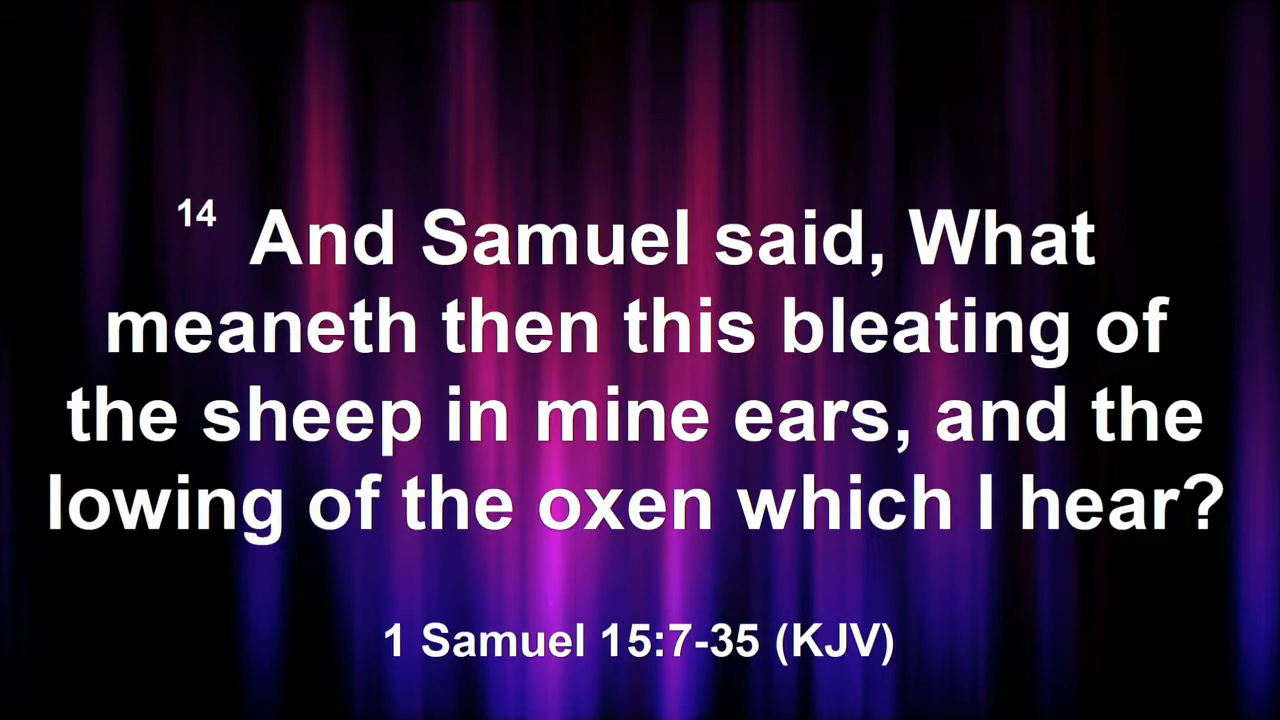 14 And Samuel said, What
meaneth then this bleating of
the sheep in mine ears, and the
lowing of the oxen which I hear?
1 Samuel 15:7-35 (KJV)